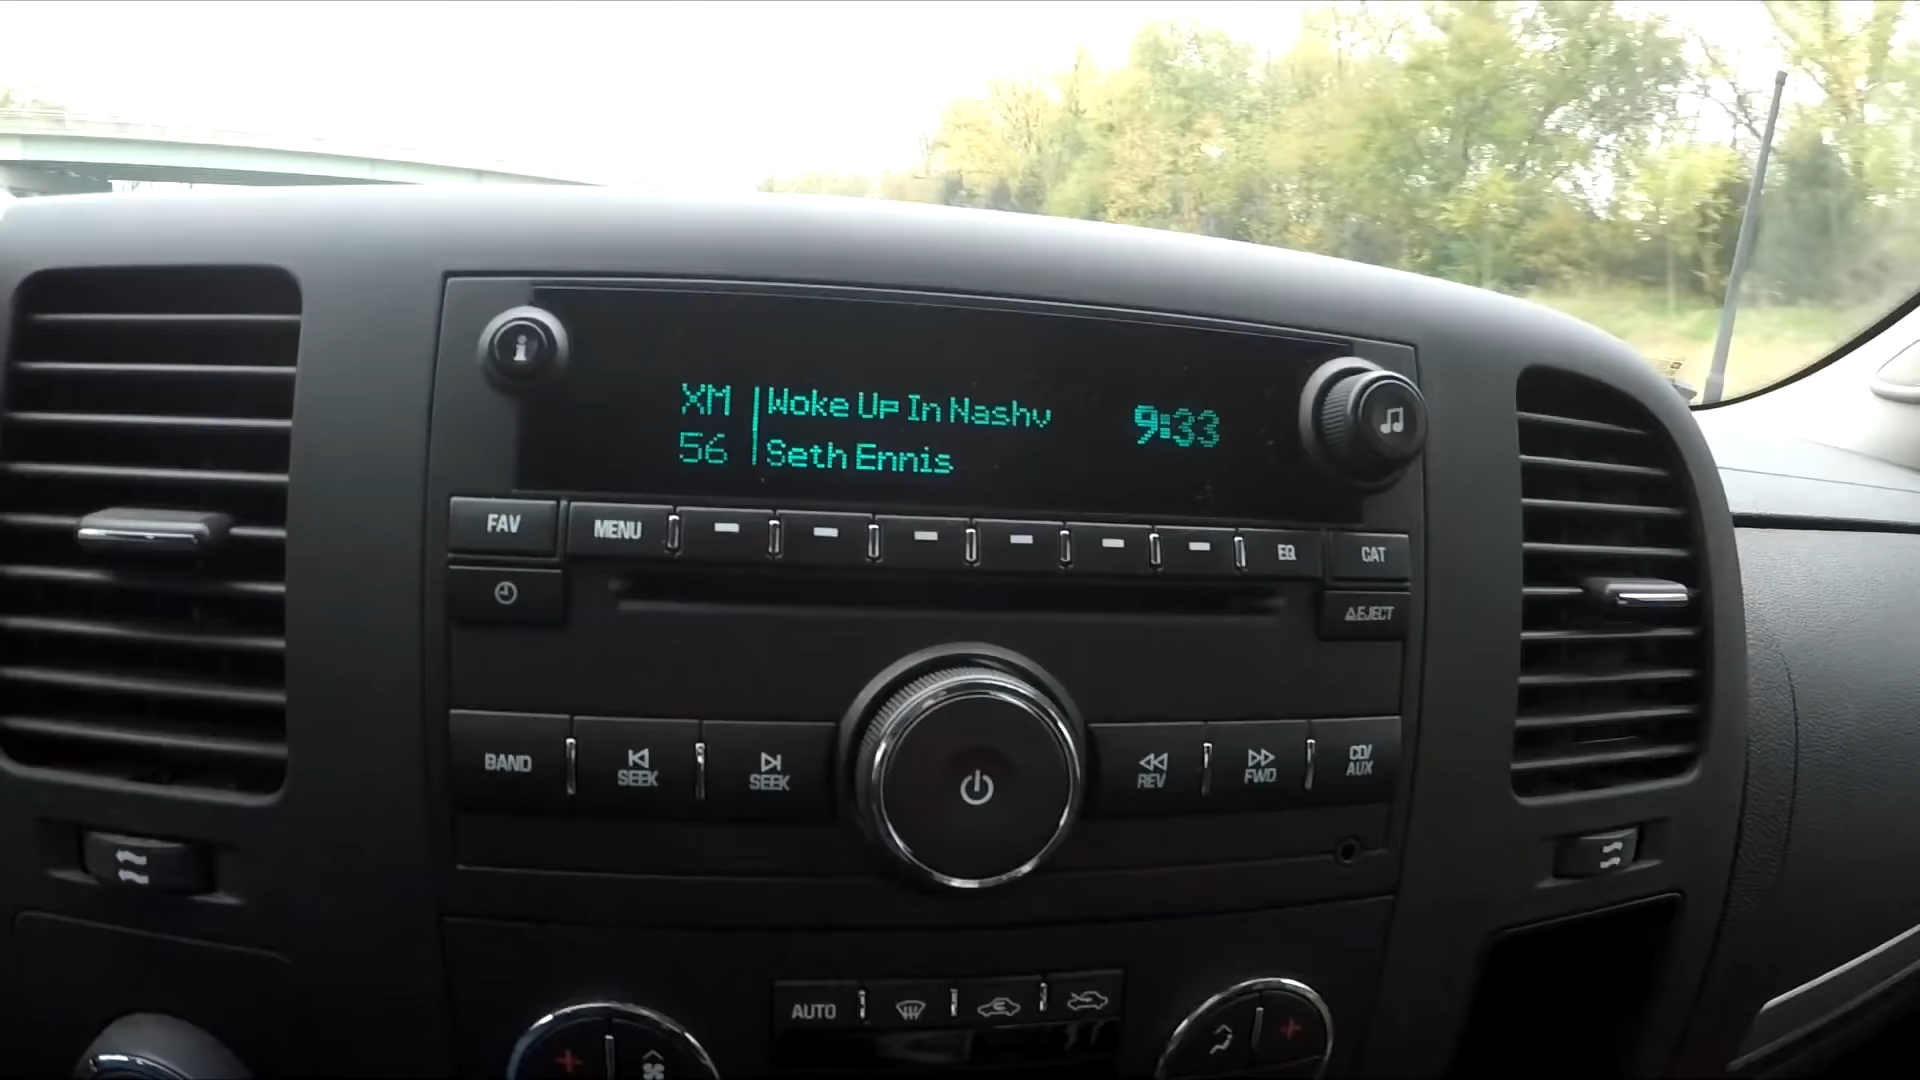 XM Woke Up In Nashv 9:33
56 Seth Ennis
FAV MENU EQ CAT
EJECT
BAND SEEK SEEK REV FWD CD/AUX
AUTO